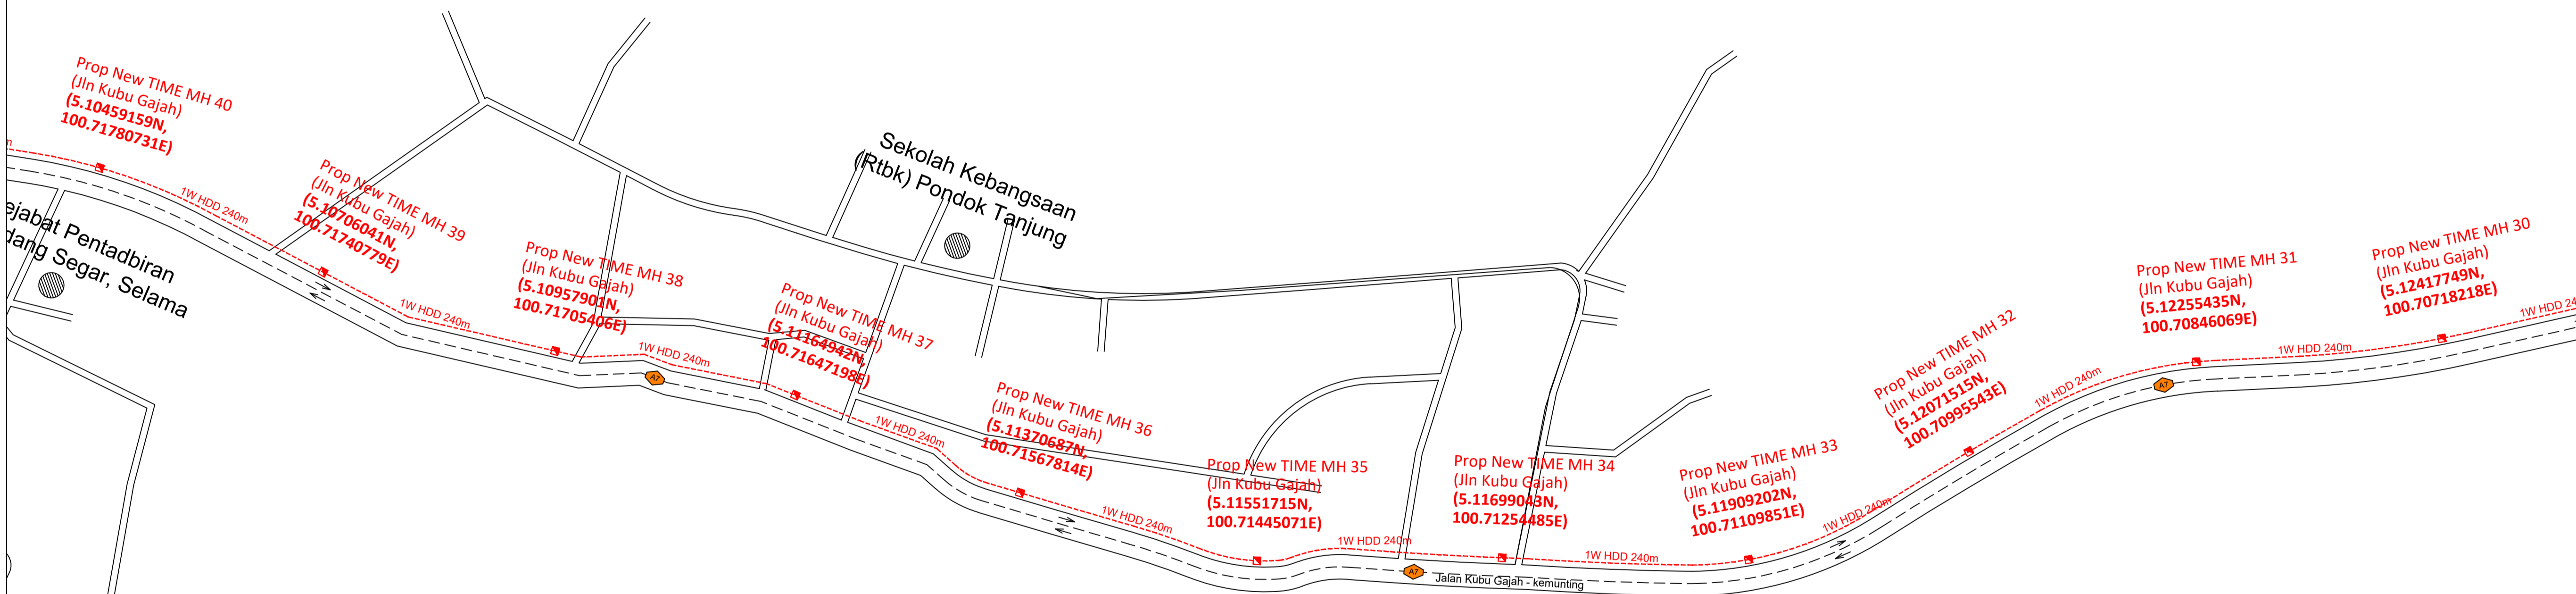 Prop New TIME MH 40
(Jln Kubu Gajah)
(5.10459159N,
100.71780731E)
m
1W HDD 240m
ejabat Pentadbiran
dang Segar, Selama
Prop New TIME MH 39
(Jln Kubu Gajah)
(5.10706041N,
100.71740779E)
1W HDD 240m
Prop New TIME MH 38
(Jln Kubu Gajah)
(5.10957901N,
100.71705406E)
1W HDD 240m
A7
Prop New TIME MH 37
(Jln Kubu Gajah)
(5.11164942N,
100.71647198E)
1W HDD 240m
Sekolah Kebangsaan
(Rtbk) Pondok Tanjung
Prop New TIME MH 36
(Jln Kubu Gajah)
(5.11370687N,
100.71567814E)
1W HDD 240m
Prop New TIME MH 35
(Jln Kubu Gajah)
(5.11551715N,
100.71445071E)
1W HDD 240m
A7
Jalan Kubu Gajah - kemunting
Prop New TIME MH 34
(Jln Kubu Gajah)
(5.11699043N,
100.71254485E)
1W HDD 240m
Prop New TIME MH 33
(Jln Kubu Gajah)
(5.11909202N,
100.71109851E)
1W HDD 240m
Prop New TIME MH 32
(Jln Kubu Gajah)
(5.12071515N,
100.70995543E)
1W HDD 240m
A7
Prop New TIME MH 31
(Jln Kubu Gajah)
(5.12255435N,
100.70846069E)
1W HDD 240m
Prop New TIME MH 30
(Jln Kubu Gajah)
(5.12417749N,
100.70718218E)
1W HDD 24